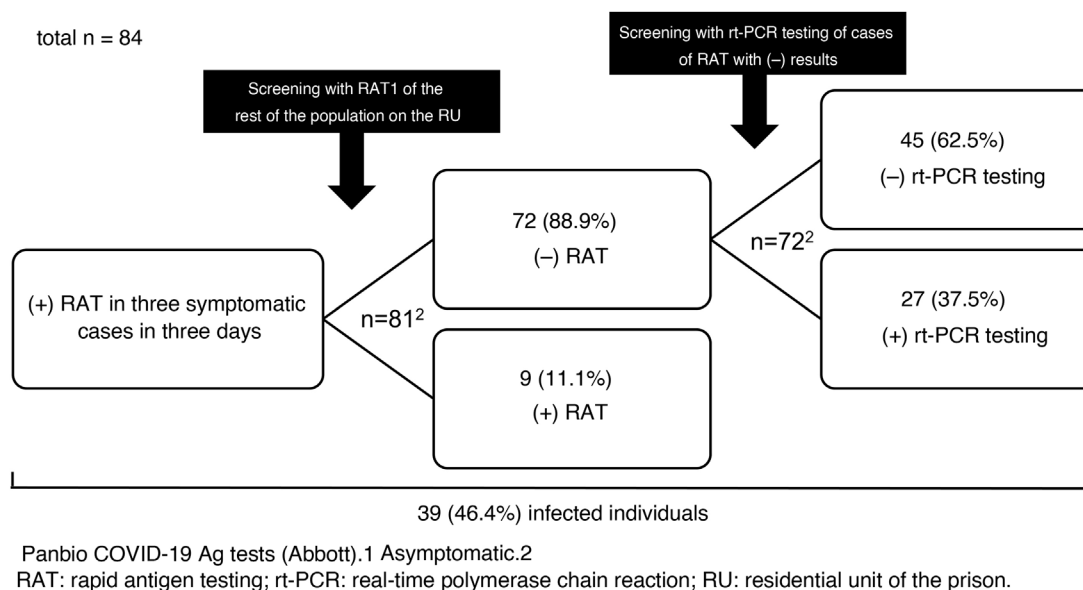 total n = 84
Screening with RAT1 of the
rest of the population on the RU
Screening with rt-PCR testing of cases
of RAT with (–) results
(+) RAT in three symptomatic
cases in three days
n=81²
72 (88.9%)
(–) RAT
9 (11.1%)
(+) RAT
n=72²
45 (62.5%)
(–) rt-PCR testing
27 (37.5%)
(+) rt-PCR testing
39 (46.4%) infected individuals
Panbio COVID-19 Ag tests (Abbott).1 Asymptomatic.2
RAT: rapid antigen testing; rt-PCR: real-time polymerase chain reaction; RU: residential unit of the prison.